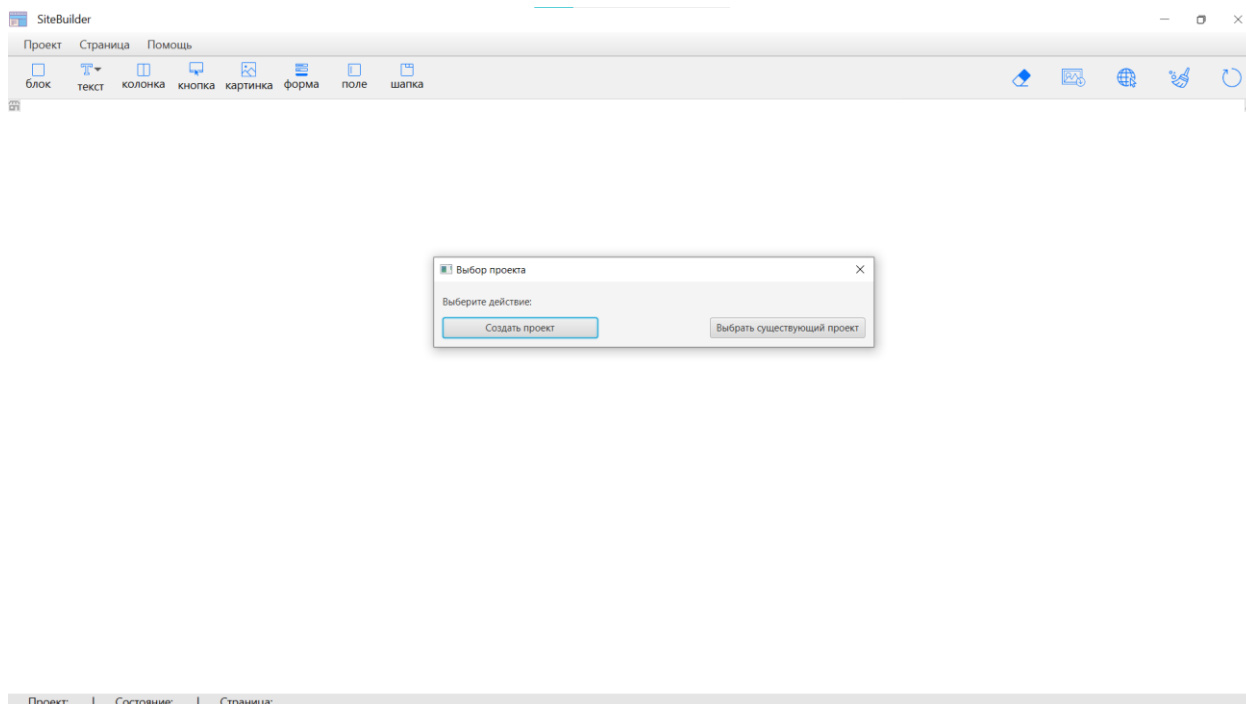 SiteBuilder
Проект Страница Помощь
блок текст колонка кнопка картинка форма поле шапка
Выбор проекта
Выберите действие:
Создать проект Выбрать существующий проект
Проект: | Состояние: | Страница: